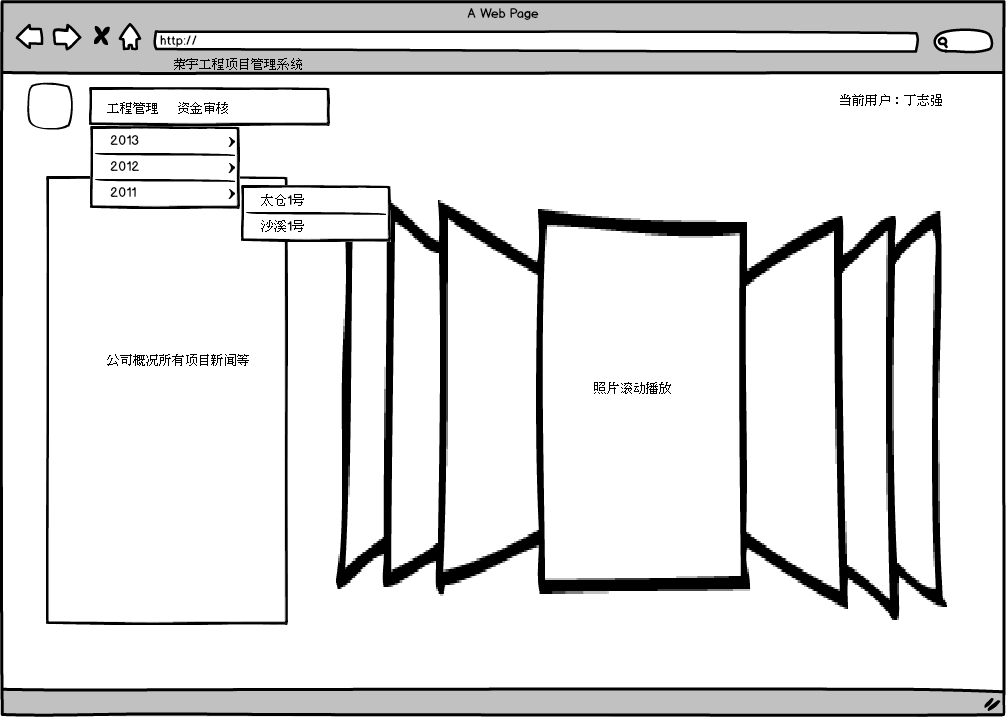 A Web Page
http://
荣宇工程项目管理系统
工程管理 资金审核
当前用户：丁志强
2013
2012
2011
太仓1号
沙溪1号
公司概况所有项目新闻等
照片滚动播放